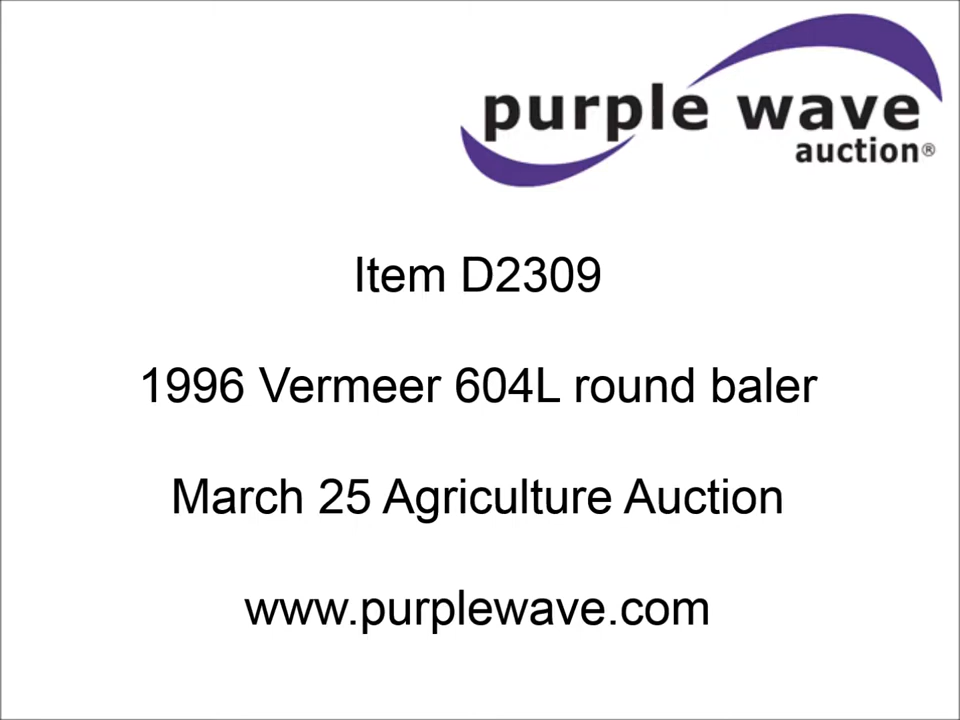 purple wave
auction®
Item D2309
1996 Vermeer 604L round baler
March 25 Agriculture Auction
www.purplewave.com